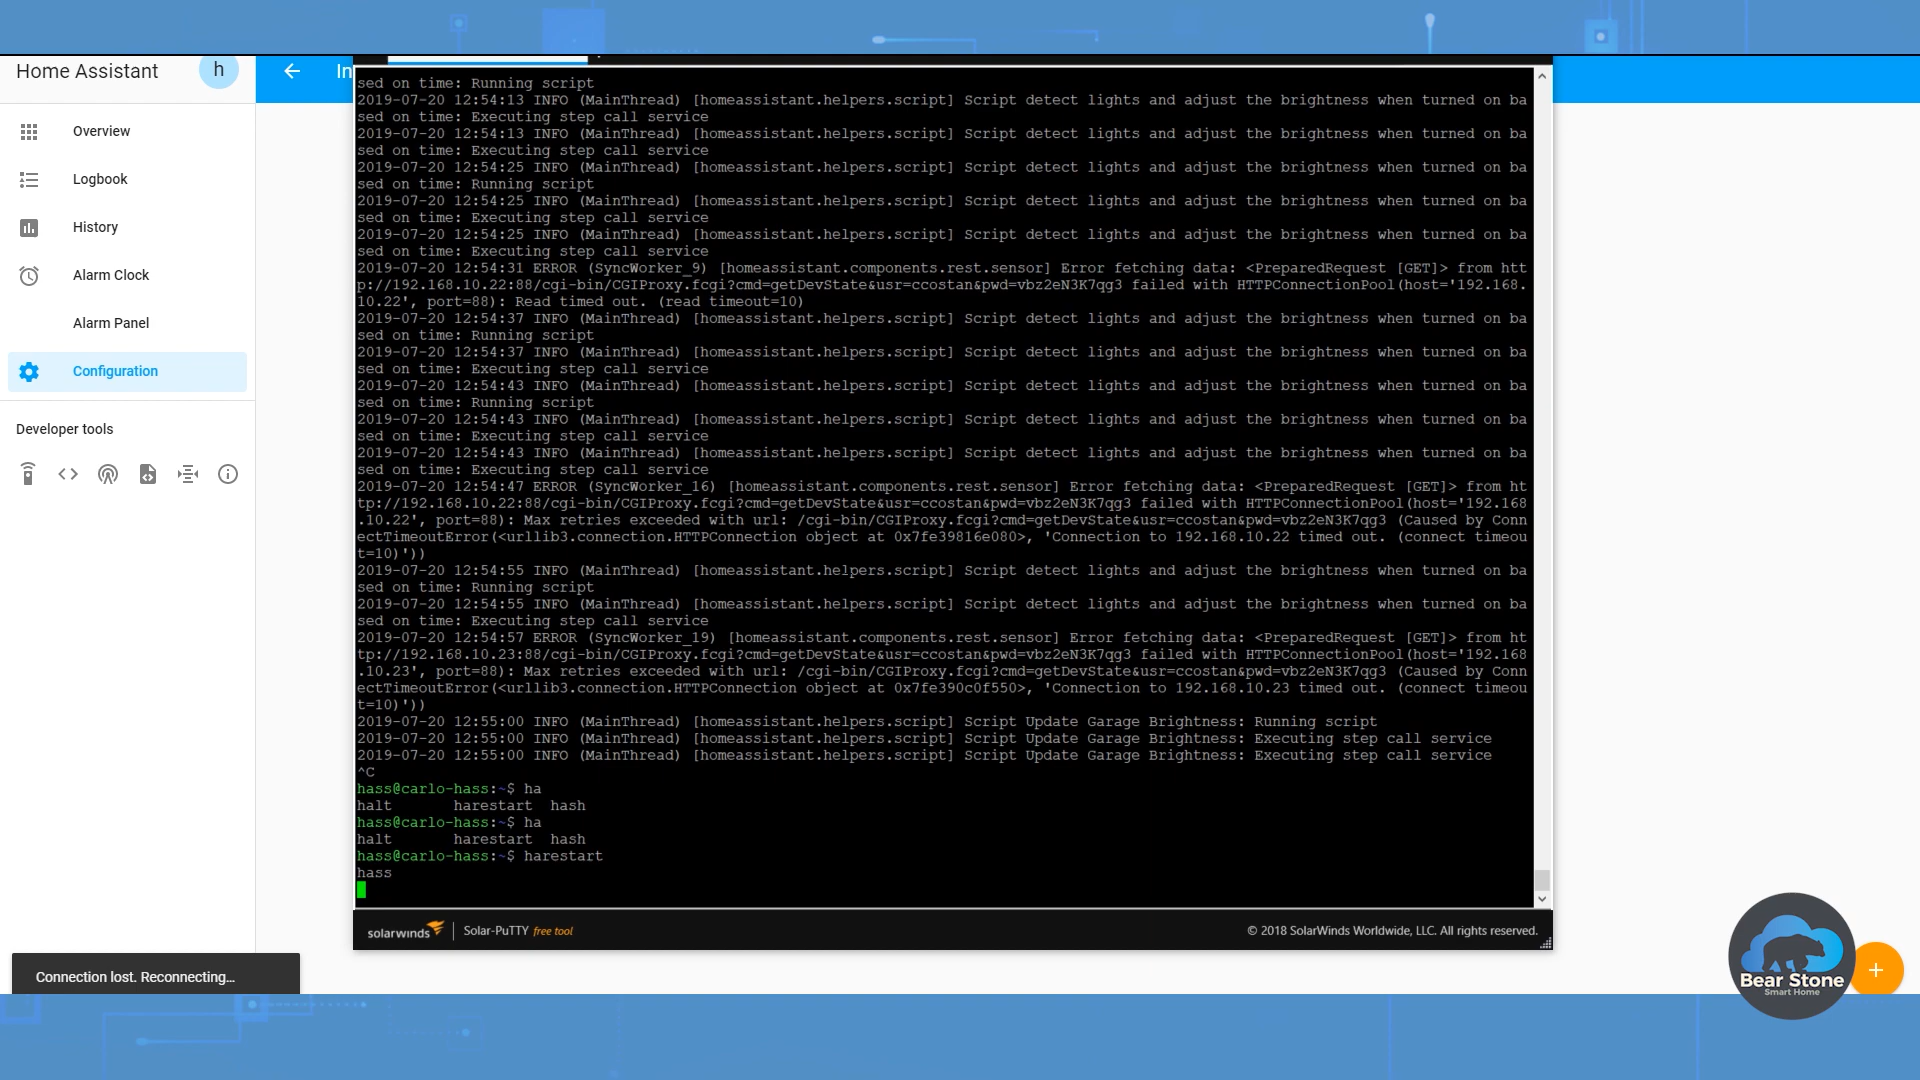 Home Assistant
h
In
Overview
Logbook
History
Alarm Clock
Alarm Panel
Configuration
Developer tools
sed on time: Running script
2019-07-20 12:54:13 INFO (MainThread) [homeassistant.helpers.script] Script detect lights and adjust the brightness when turned on ba
sed on time: Executing step call service
2019-07-20 12:54:13 INFO (MainThread) [homeassistant.helpers.script] Script detect lights and adjust the brightness when turned on ba
sed on time: Executing step call service
2019-07-20 12:54:25 INFO (MainThread) [homeassistant.helpers.script] Script detect lights and adjust the brightness when turned on ba
sed on time: Running script
2019-07-20 12:54:25 INFO (MainThread) [homeassistant.helpers.script] Script detect lights and adjust the brightness when turned on ba
sed on time: Executing step call service
2019-07-20 12:54:25 INFO (MainThread) [homeassistant.helpers.script] Script detect lights and adjust the brightness when turned on ba
sed on time: Executing step call service
2019-07-20 12:54:31 ERROR (SyncWorker_9) [homeassistant.components.rest.sensor] Error fetching data: <PreparedRequest [GET]> from htt
p://192.168.10.22:88/cgi-bin/CGIProxy.fcgi?cmd=getDevState&usr=ccostan&pwd=vbz2eN3K7qg3 failed with HTTPConnectionPool(host='192.168.
10.22', port=88): Read timed out. (read timeout=10)
2019-07-20 12:54:37 INFO (MainThread) [homeassistant.helpers.script] Script detect lights and adjust the brightness when turned on ba
sed on time: Running script
2019-07-20 12:54:37 INFO (MainThread) [homeassistant.helpers.script] Script detect lights and adjust the brightness when turned on ba
sed on time: Executing step call service
2019-07-20 12:54:43 INFO (MainThread) [homeassistant.helpers.script] Script detect lights and adjust the brightness when turned on ba
sed on time: Running script
2019-07-20 12:54:43 INFO (MainThread) [homeassistant.helpers.script] Script detect lights and adjust the brightness when turned on ba
sed on time: Executing step call service
2019-07-20 12:54:43 INFO (MainThread) [homeassistant.helpers.script] Script detect lights and adjust the brightness when turned on ba
sed on time: Executing step call service
2019-07-20 12:54:47 ERROR (SyncWorker_16) [homeassistant.components.rest.sensor] Error fetching data: <PreparedRequest [GET]> from ht
tp://192.168.10.22:88/cgi-bin/CGIProxy.fcgi?cmd=getDevState&usr=ccostan&pwd=vbz2eN3K7qg3 failed with HTTPConnectionPool(host='192.168
.10.22', port=88): Max retries exceeded with url: /cgi-bin/CGIProxy.fcgi?cmd=getDevState&usr=ccostan&pwd=vbz2eN3K7qg3 (Caused by Conn
ectTimeoutError(<urllib3.connection.HTTPConnection object at 0x7fe39816e080>, 'Connection to 192.168.10.22 timed out. (connect timeou
t=10)'))
2019-07-20 12:54:55 INFO (MainThread) [homeassistant.helpers.script] Script detect lights and adjust the brightness when turned on ba
sed on time: Running script
2019-07-20 12:54:55 INFO (MainThread) [homeassistant.helpers.script] Script detect lights and adjust the brightness when turned on ba
sed on time: Executing step call service
2019-07-20 12:54:57 ERROR (SyncWorker_19) [homeassistant.components.rest.sensor] Error fetching data: <PreparedRequest [GET]> from ht
tp://192.168.10.23:88/cgi-bin/CGIProxy.fcgi?cmd=getDevState&usr=ccostan&pwd=vbz2eN3K7qg3 failed with HTTPConnectionPool(host='192.168
.10.23', port=88): Max retries exceeded with url: /cgi-bin/CGIProxy.fcgi?cmd=getDevState&usr=ccostan&pwd=vbz2eN3K7qg3 (Caused by Conn
ectTimeoutError(<urllib3.connection.HTTPConnection object at 0x7fe390c0f550>, 'Connection to 192.168.10.23 timed out. (connect timeou
t=10)'))
2019-07-20 12:55:00 INFO (MainThread) [homeassistant.helpers.script] Script Update Garage Brightness: Running script
2019-07-20 12:55:00 INFO (MainThread) [homeassistant.helpers.script] Script Update Garage Brightness: Executing step call service
2019-07-20 12:55:00 INFO (MainThread) [homeassistant.helpers.script] Script Update Garage Brightness: Executing step call service
^C
hass@carlo-hass:~$ ha
halt harestart hash
hass@carlo-hass:~$ ha
halt harestart hash
hass@carlo-hass:~$ harestart
hass
solarwinds Solar-PuTTY free tool
© 2018 SolarWinds Worldwide, LLC. All rights reserved.
Connection lost. Reconnecting...
Bear Stone
Smart Home